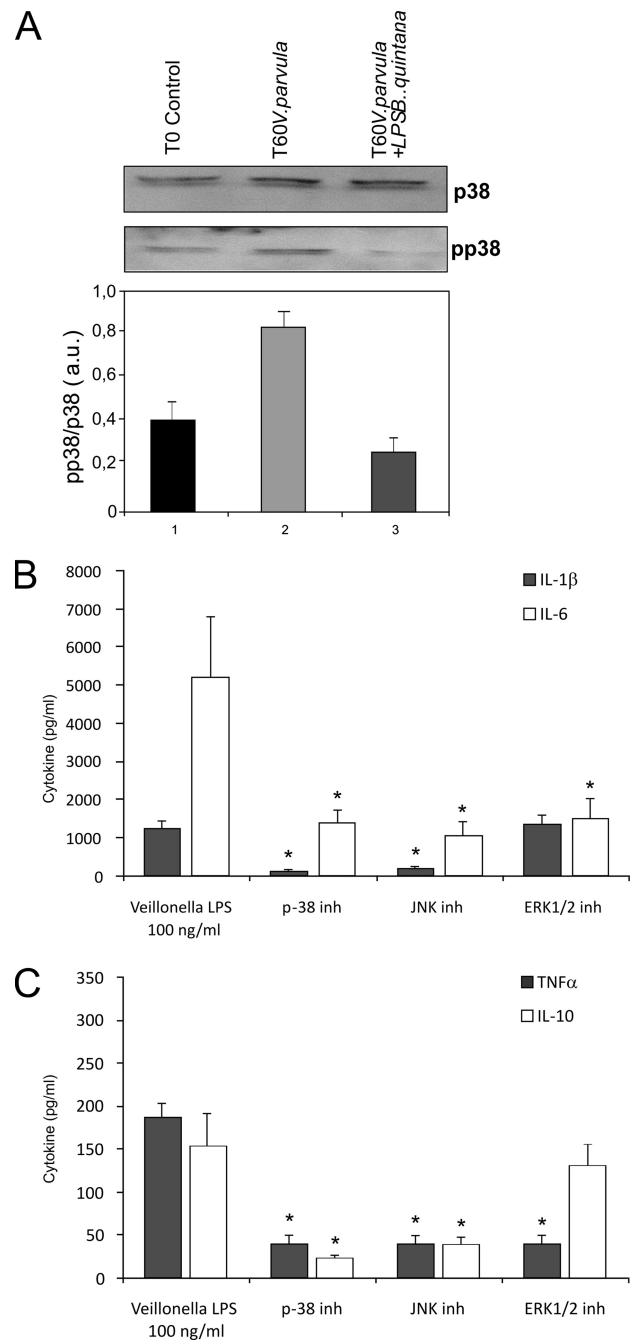 A
T0 Control
T60V.parvula
T60V.parvula
+LPSB..quintana
p38
pp38
1,0
0,8
0,6
0,4
0,2
0
pp38/p38 ( a.u.)
1 2 3
B
8000
7000
6000
5000
4000
3000
2000
1000
0
Cytokine (pg/ml)
IL-1β
IL-6
* * * * *
Veillonella LPS
100 ng/ml
p-38 inh
JNK inh
ERK1/2 inh
C
350
300
250
200
150
100
50
0
Cytokine (pg/ml)
TNFα
IL-10
* * * * *
Veillonella LPS
100 ng/ml
p-38 inh
JNK inh
ERK1/2 inh